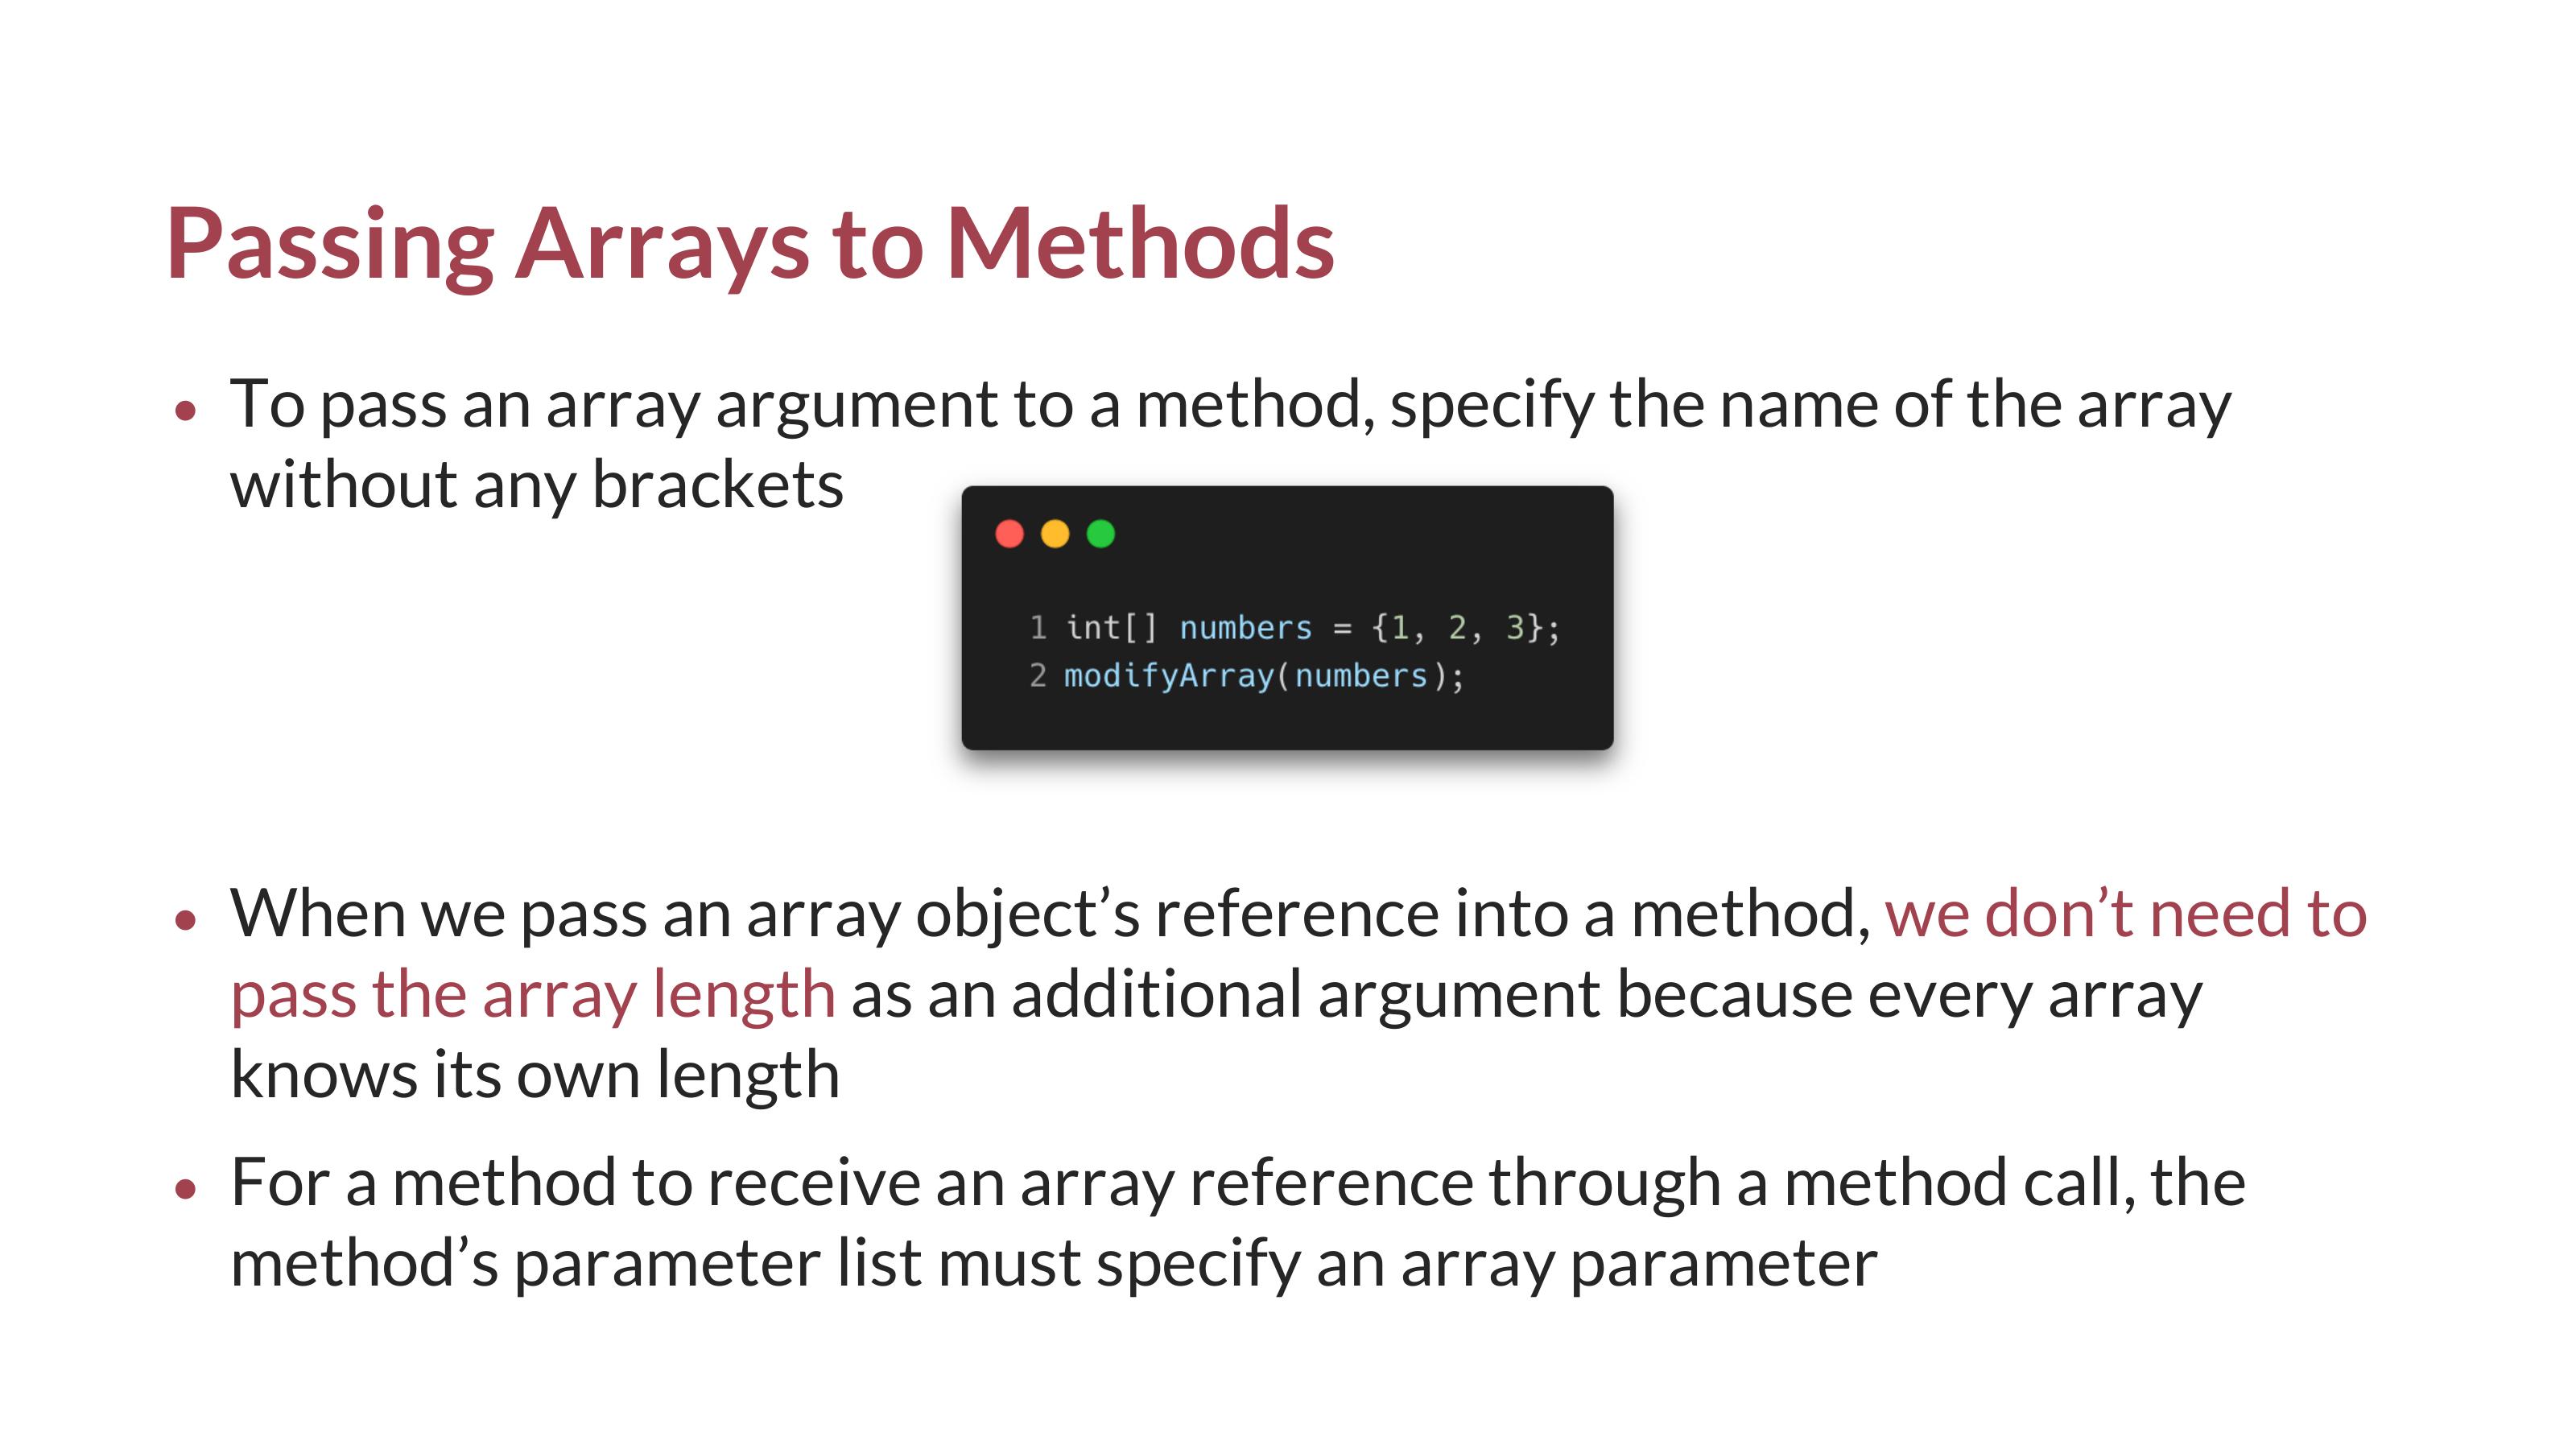 Passing Arrays to Methods
• To pass an array argument to a method, specify the name of the array
without any brackets
1 int[] numbers = {1, 2, 3};
2 modifyArray(numbers);
• When we pass an array object’s reference into a method, we don’t need to
pass the array length as an additional argument because every array
knows its own length
• For a method to receive an array reference through a method call, the
method’s parameter list must specify an array parameter